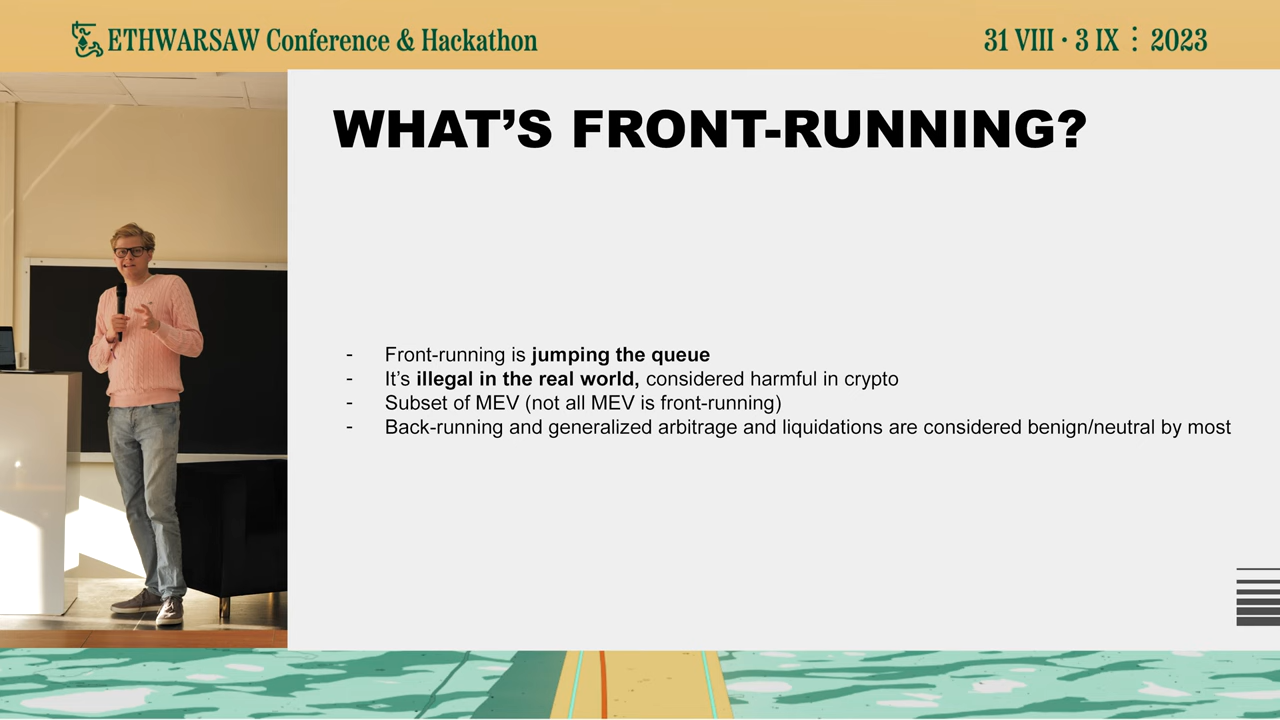 ETHWARSAW Conference & Hackathon
31 VIII · 3 IX ⋮ 2023
WHAT’S FRONT-RUNNING?
- Front-running is jumping the queue
- It’s illegal in the real world, considered harmful in crypto
- Subset of MEV (not all MEV is front-running)
- Back-running and generalized arbitrage and liquidations are considered benign/neutral by most